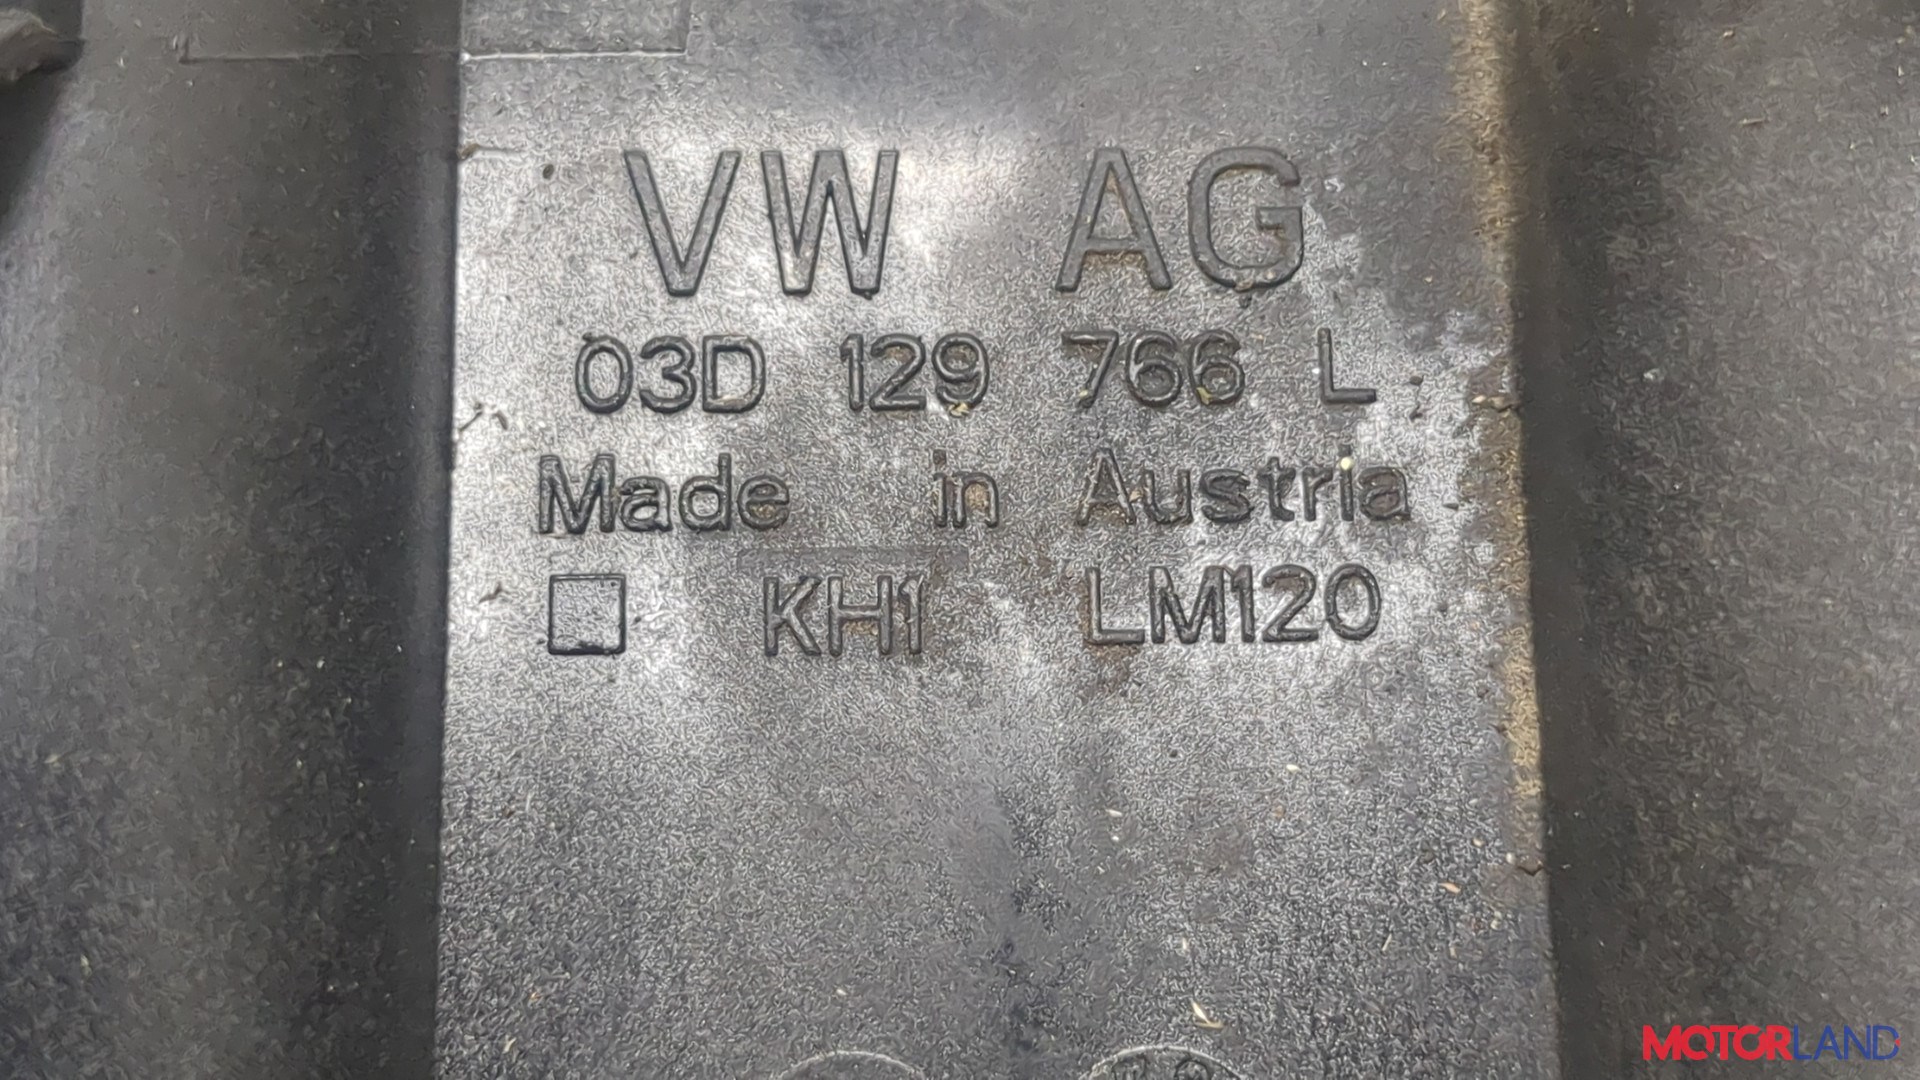 VW AG
03D 129 766 L
Made in Austria
□ KH1 LM120
MOTORLAND